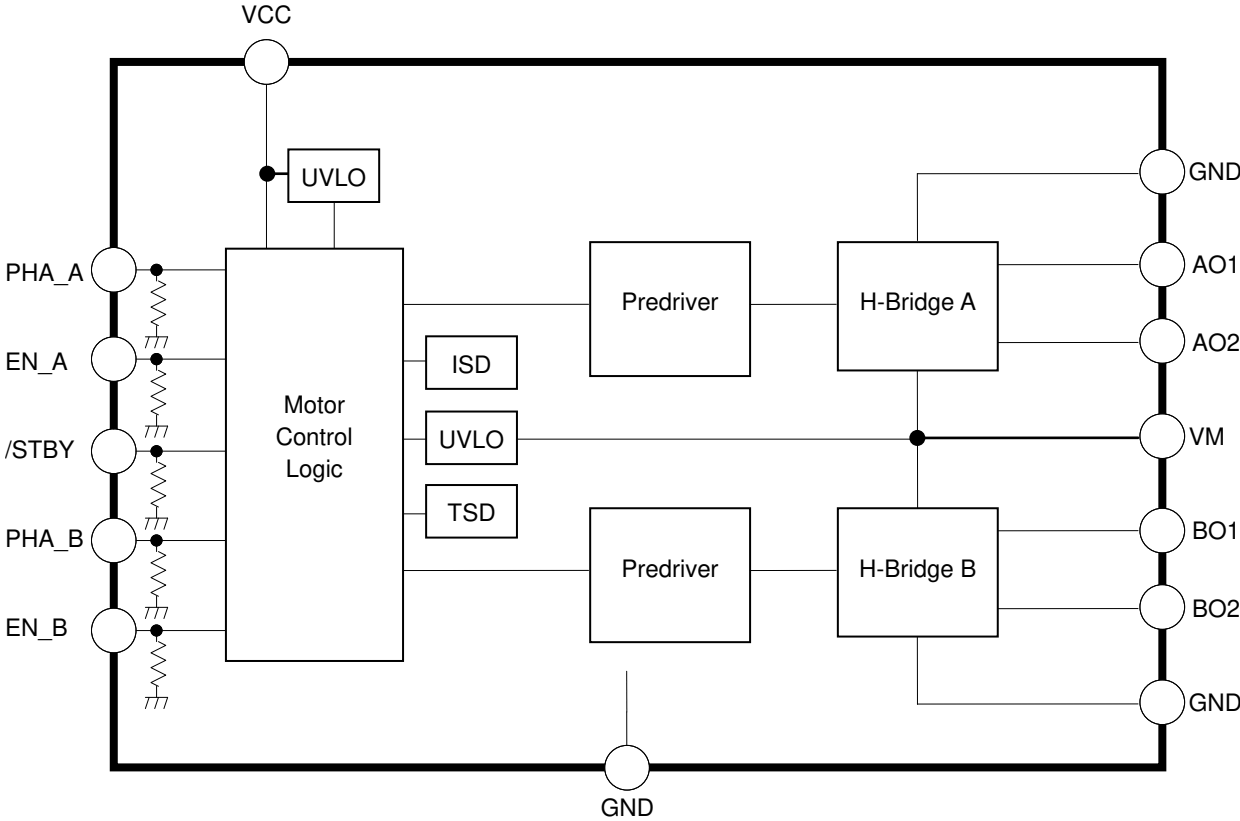 VCC
UVLO
GND
PHA_A
AO1
Predriver
H-Bridge A
AO2
EN_A
ISD
Motor
Control
Logic
/STBY
UVLO
VM
TSD
PHA_B
BO1
Predriver
H-Bridge B
BO2
EN_B
GND
GND